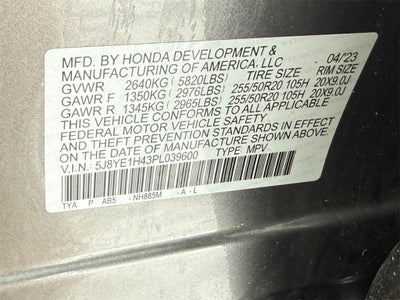 MFD. BY HONDA DEVELOPMENT & 04/23
MANUFACTURING OF AMERICA, LLC
GVWR 2640KG (5820LBS) TIRE SIZE RIM SIZE
GAWR F 1350KG (2976LBS) 255/50R20 105H 20X9.0J
GAWR R 1345KG (2965LBS) 255/50R20 105H 20X9.0J
THIS VEHICLE CONFORMS TO ALL APPLICABLE
FEDERAL MOTOR VEHICLE SAFETY, BUMPER,
AND THEFT PREVENTION STANDARDS IN EFFECT
ON THE DATE OF MANUFACTURE SHOWN ABOVE.
V.I.N.: 5J8YE1H43PL039600 TYPE: MPV
TYA P AB5 -NH885M -A-L